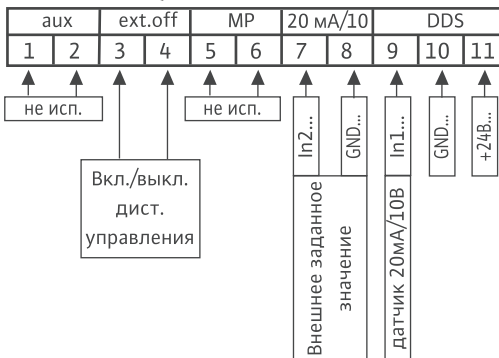 aux ext.off MP 20 мА/10 DDS
1 2 3 4 5 6 7 8 9 10 11
не исп.
не исп.
In2...
GND...
In1...
GND...
+24В...
Вкл./выкл.
дист.
управления
Внешнее заданное
значение
датчик 20мА/10В